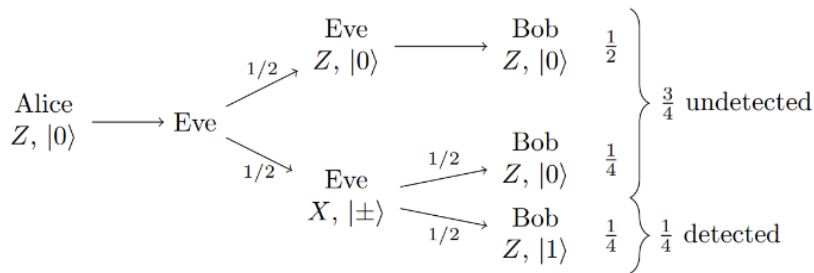 Eve
Z, |0⟩
Bob
Z, |0⟩
1/2
1/2
Alice
Z, |0⟩
Eve
3/4 undetected
1/2
Eve
X, |±⟩
1/2
Bob
Z, |0⟩
1/4
1/2
Bob
Z, |1⟩
1/4
1/4 detected